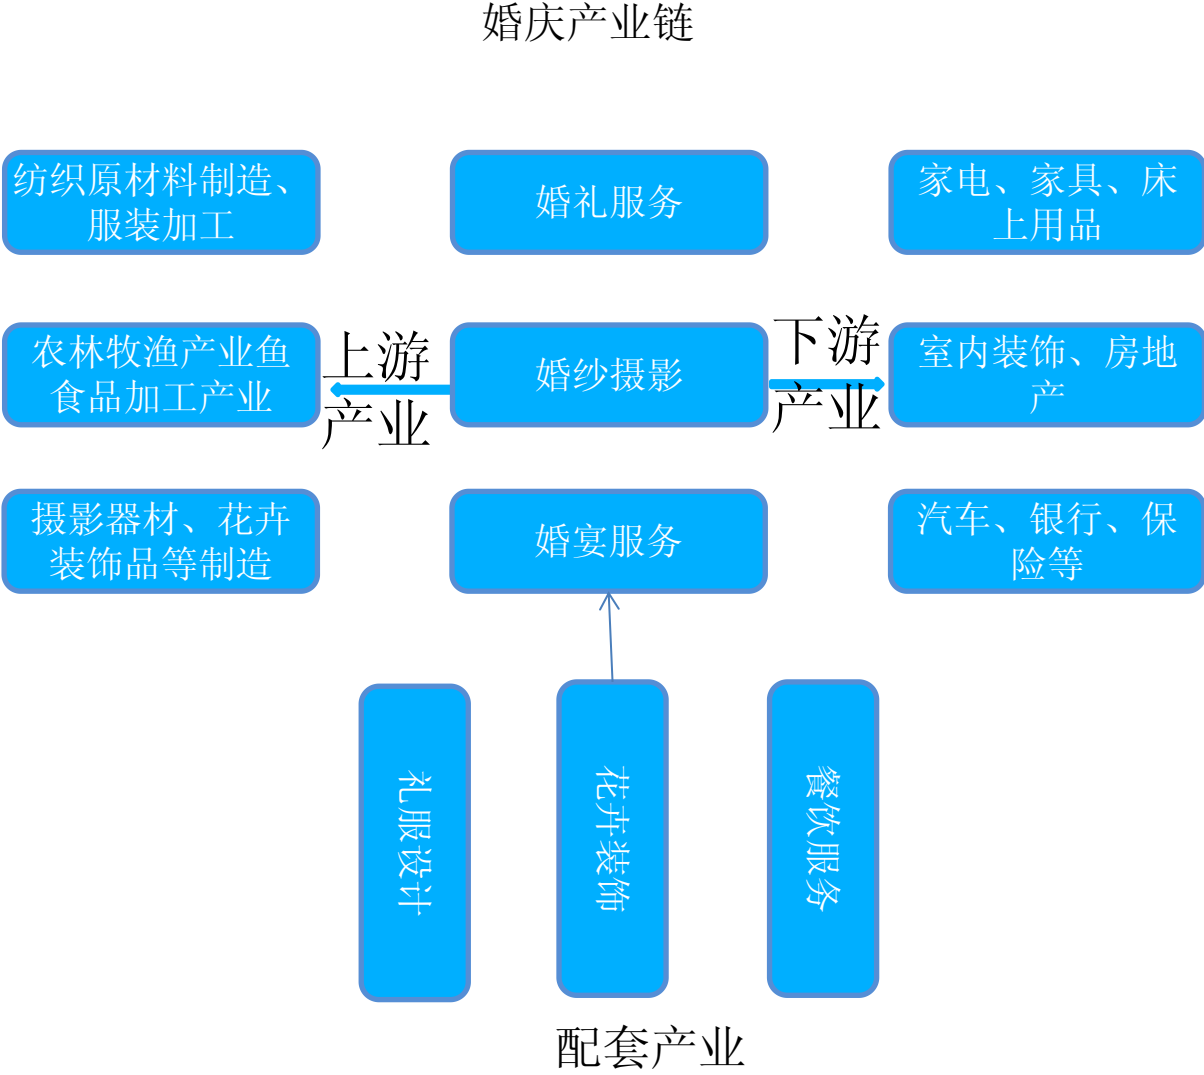 婚庆产业链
纺织原材料制造、
服装加工
婚礼服务
家电、家具、床
上用品
农林牧渔产业鱼
食品加工产业
上游
产业
婚纱摄影
下游
产业
室内装饰、房地
产
摄影器材、花卉
装饰品等制造
婚宴服务
汽车、银行、保
险等
礼服设计
花卉装饰
餐饮服务
配套产业